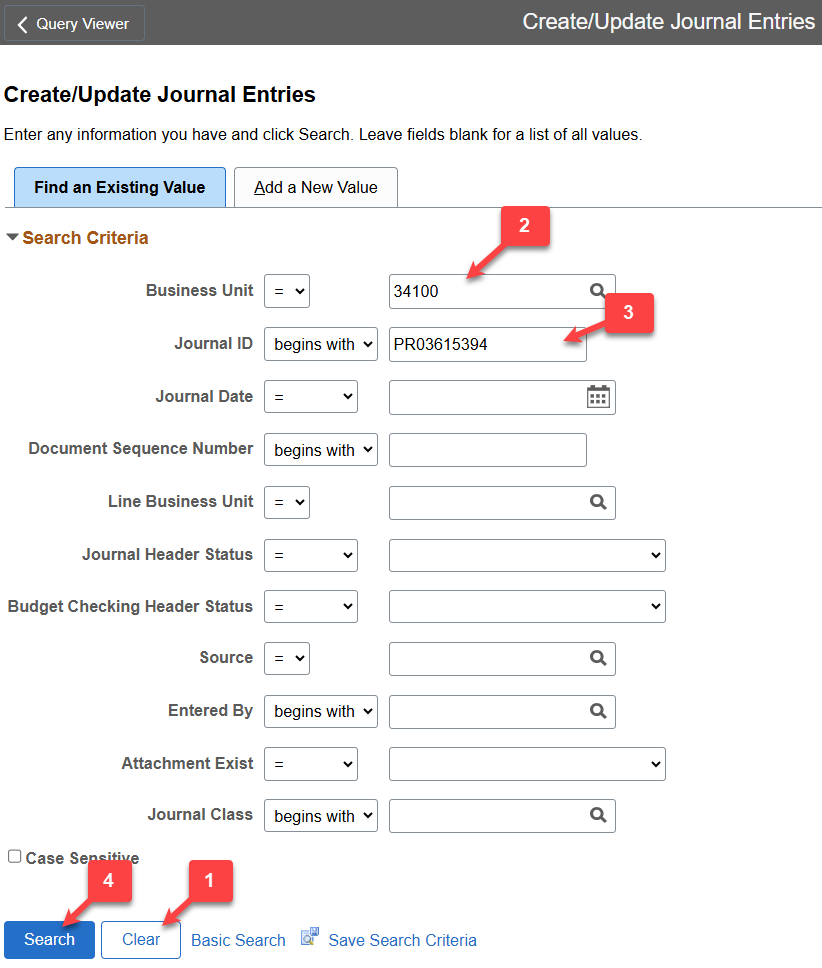 Query Viewer
Create/Update Journal Entries
Create/Update Journal Entries
Enter any information you have and click Search. Leave fields blank for a list of all values.
Find an Existing Value
Add a New Value
2
Search Criteria
Business Unit = 34100
3
Journal ID begins with PR03615394
Journal Date =
Document Sequence Number begins with
Line Business Unit =
Journal Header Status =
Budget Checking Header Status =
Source =
Entered By begins with
Attachment Exist =
Journal Class begins with
Case Sensitive
4 1
Search Clear Basic Search Save Search Criteria